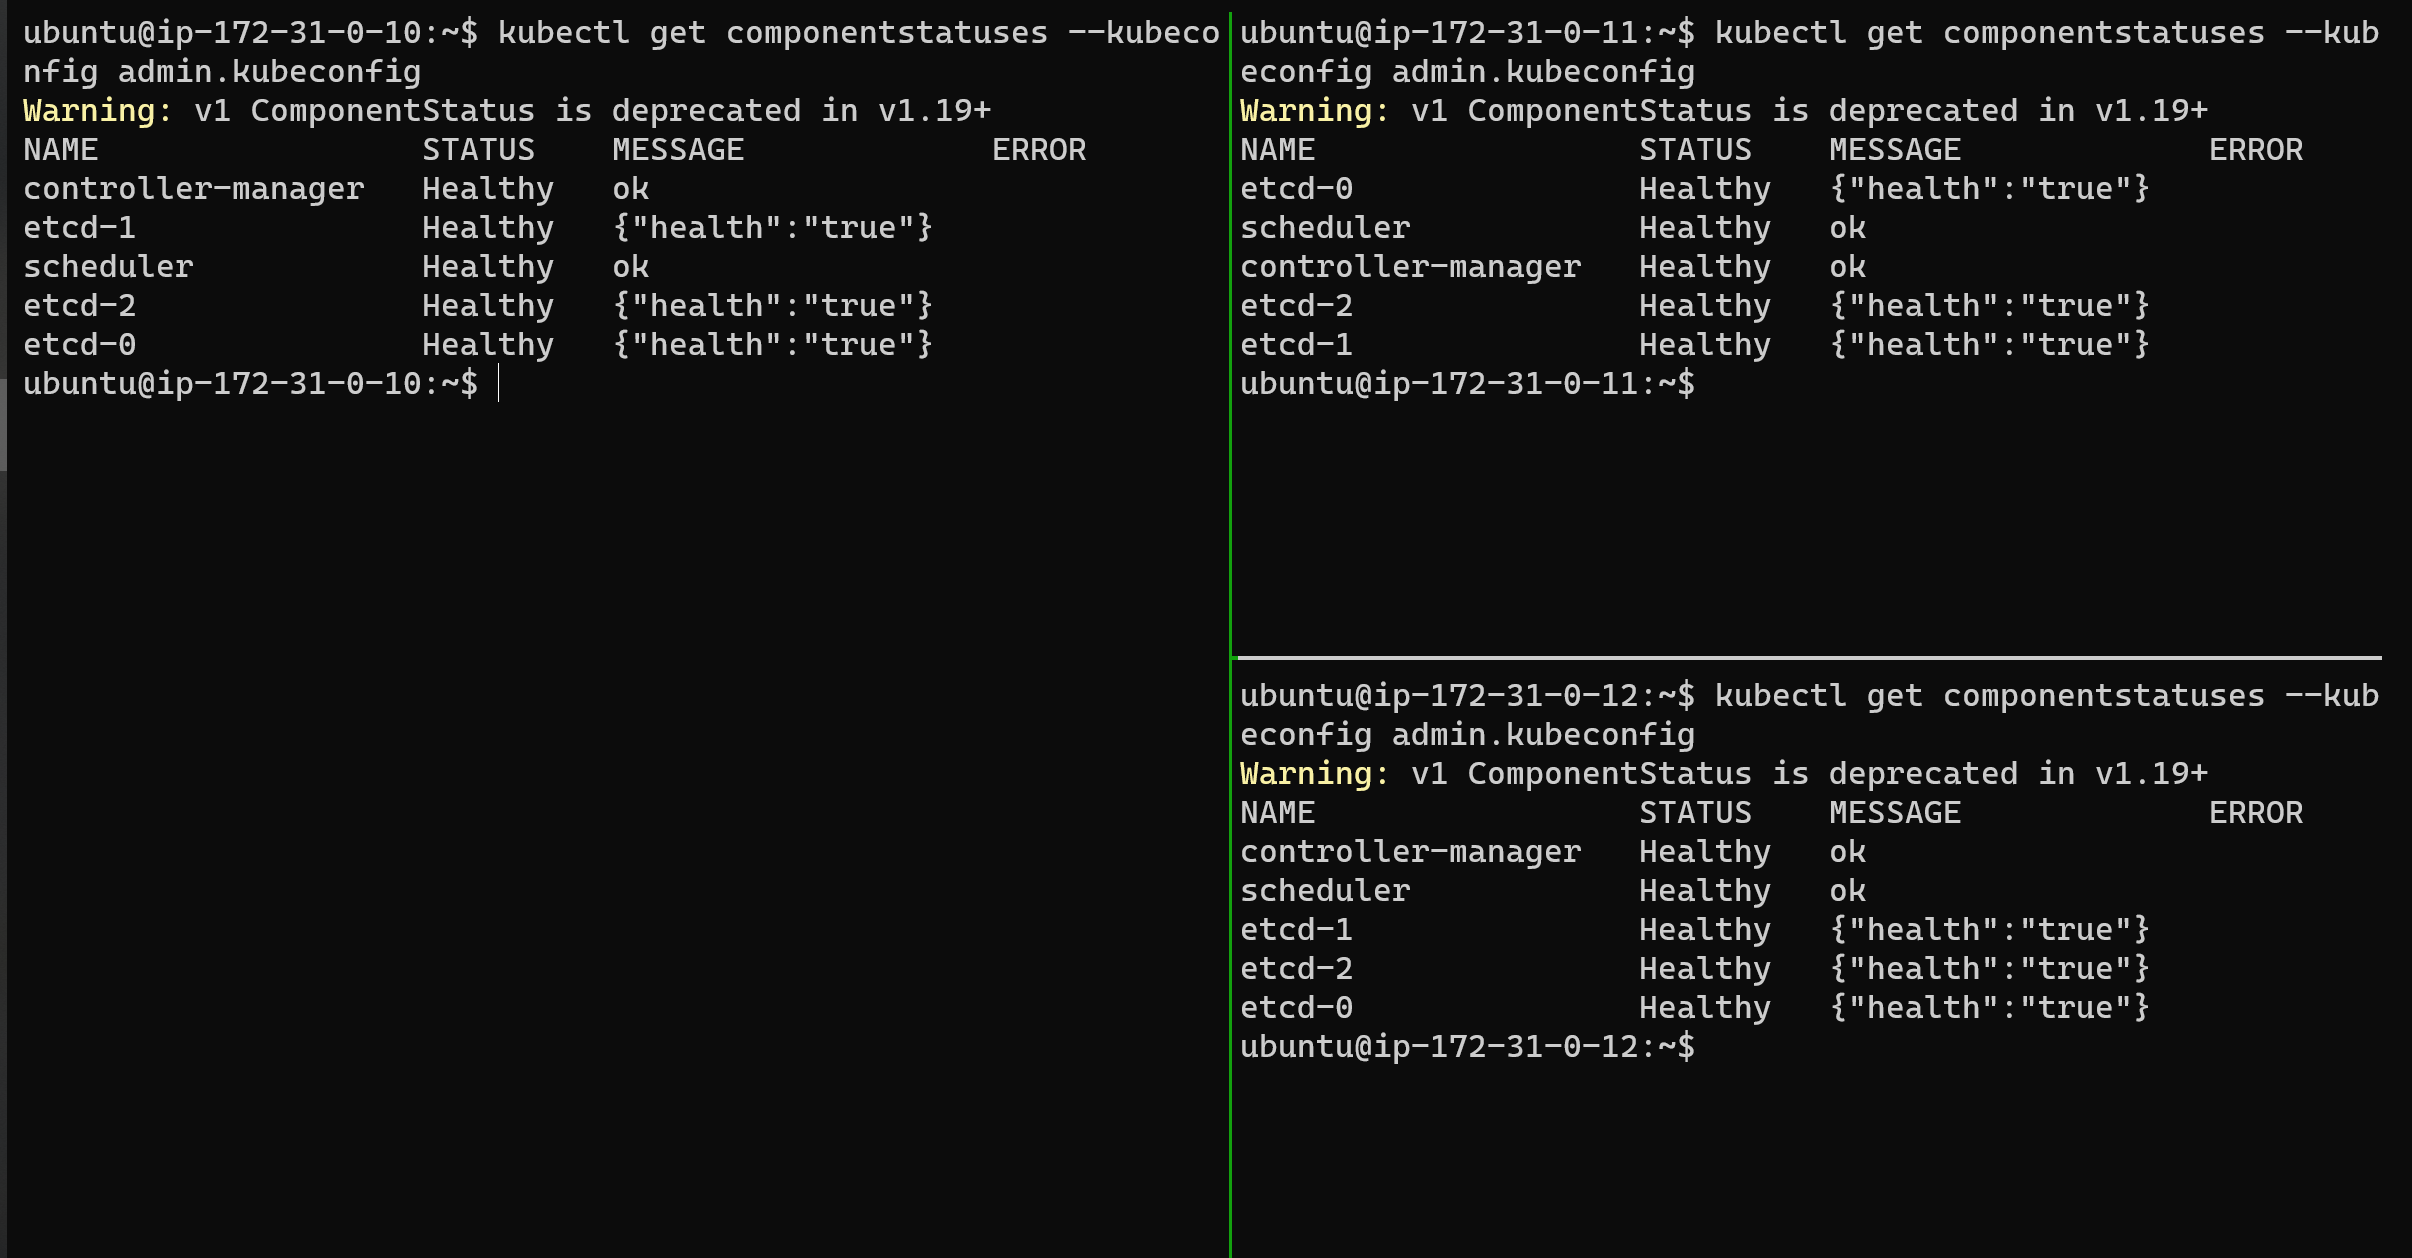 ubuntu@ip-172-31-0-10:~$ kubectl get componentstatuses --kubeco
nfig admin.kubeconfig
Warning: v1 ComponentStatus is deprecated in v1.19+
NAME                 STATUS    MESSAGE             ERROR
controller-manager   Healthy   ok
etcd-1               Healthy   {"health":"true"}
scheduler            Healthy   ok
etcd-2               Healthy   {"health":"true"}
etcd-0               Healthy   {"health":"true"}
ubuntu@ip-172-31-0-10:~$
ubuntu@ip-172-31-0-11:~$ kubectl get componentstatuses --kub
econfig admin.kubeconfig
Warning: v1 ComponentStatus is deprecated in v1.19+
NAME                 STATUS    MESSAGE             ERROR
etcd-0               Healthy   {"health":"true"}
scheduler            Healthy   ok
controller-manager   Healthy   ok
etcd-2               Healthy   {"health":"true"}
etcd-1               Healthy   {"health":"true"}
ubuntu@ip-172-31-0-11:~$
ubuntu@ip-172-31-0-12:~$ kubectl get componentstatuses --kub
econfig admin.kubeconfig
Warning: v1 ComponentStatus is deprecated in v1.19+
NAME                 STATUS    MESSAGE             ERROR
controller-manager   Healthy   ok
scheduler            Healthy   ok
etcd-1               Healthy   {"health":"true"}
etcd-2               Healthy   {"health":"true"}
etcd-0               Healthy   {"health":"true"}
ubuntu@ip-172-31-0-12:~$